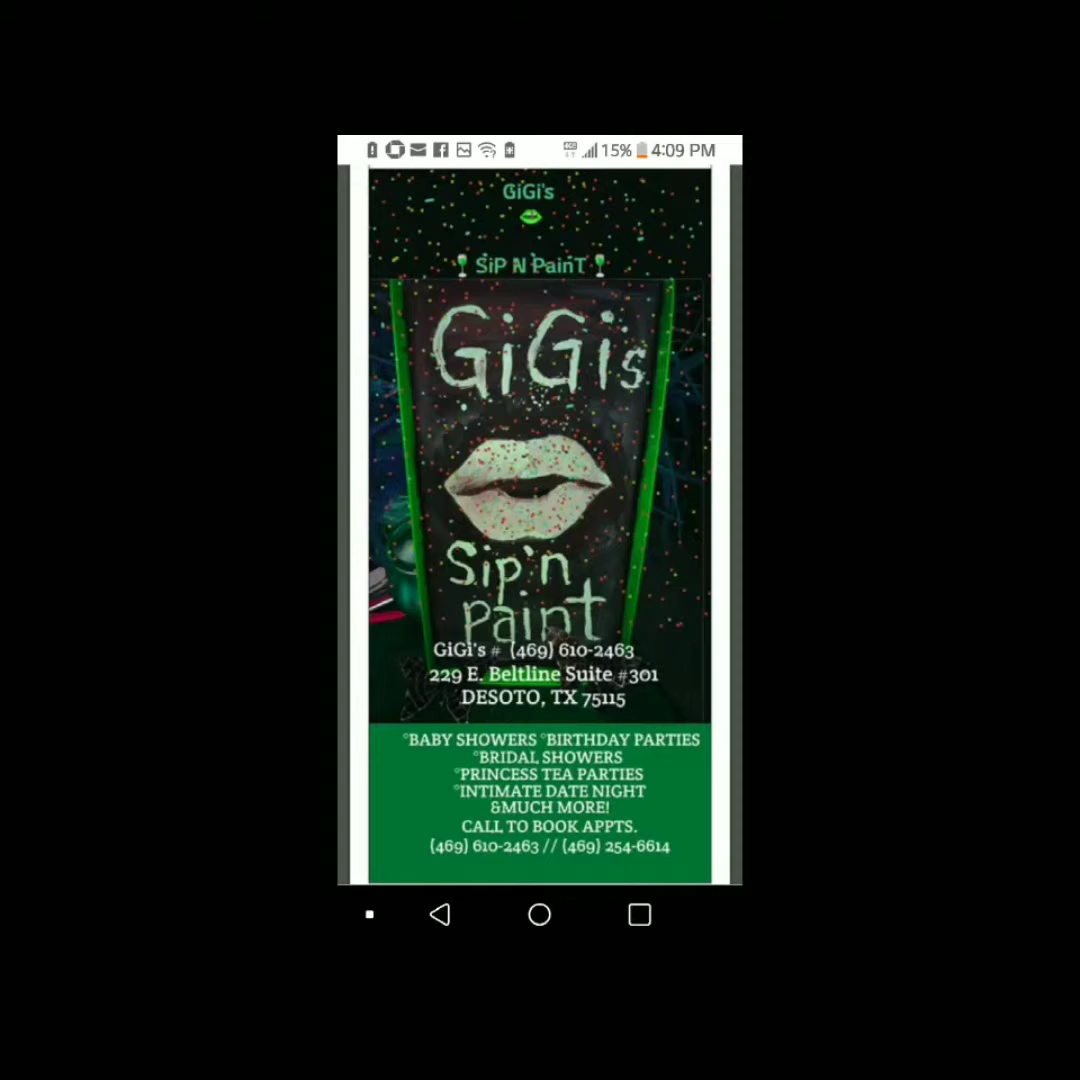 15% 4:09 PM
GiGi's
SiP N PainT
GiGis
Sip'n
paint
GiGi's # (469) 610-2463
229 E. Beltline Suite #301
DESOTO, TX 75115
°BABY SHOWERS °BIRTHDAY PARTIES
°BRIDAL SHOWERS
°PRINCESS TEA PARTIES
°INTIMATE DATE NIGHT
&MUCH MORE!
CALL TO BOOK APPTS.
(469) 610-2463 // (469) 254-6614